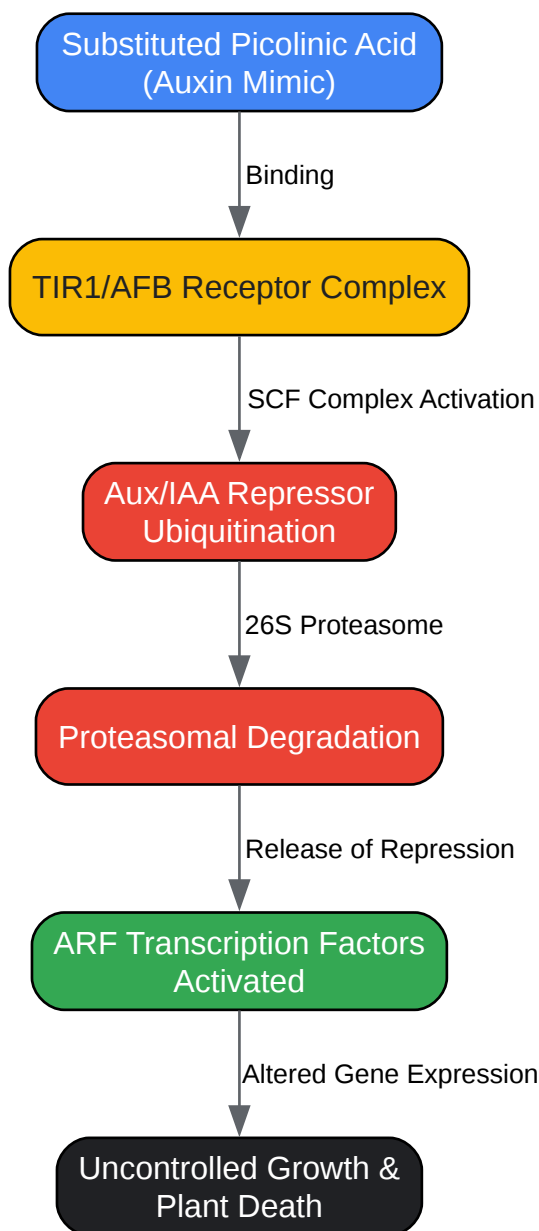 Substituted Picolinic Acid
(Auxin Mimic)
Binding
TIR1/AFB Receptor Complex
SCF Complex Activation
Aux/IAA Repressor
Ubiquitination
26S Proteasome
Proteasomal Degradation
Release of Repression
ARF Transcription Factors
Activated
Altered Gene Expression
Uncontrolled Growth &
Plant Death